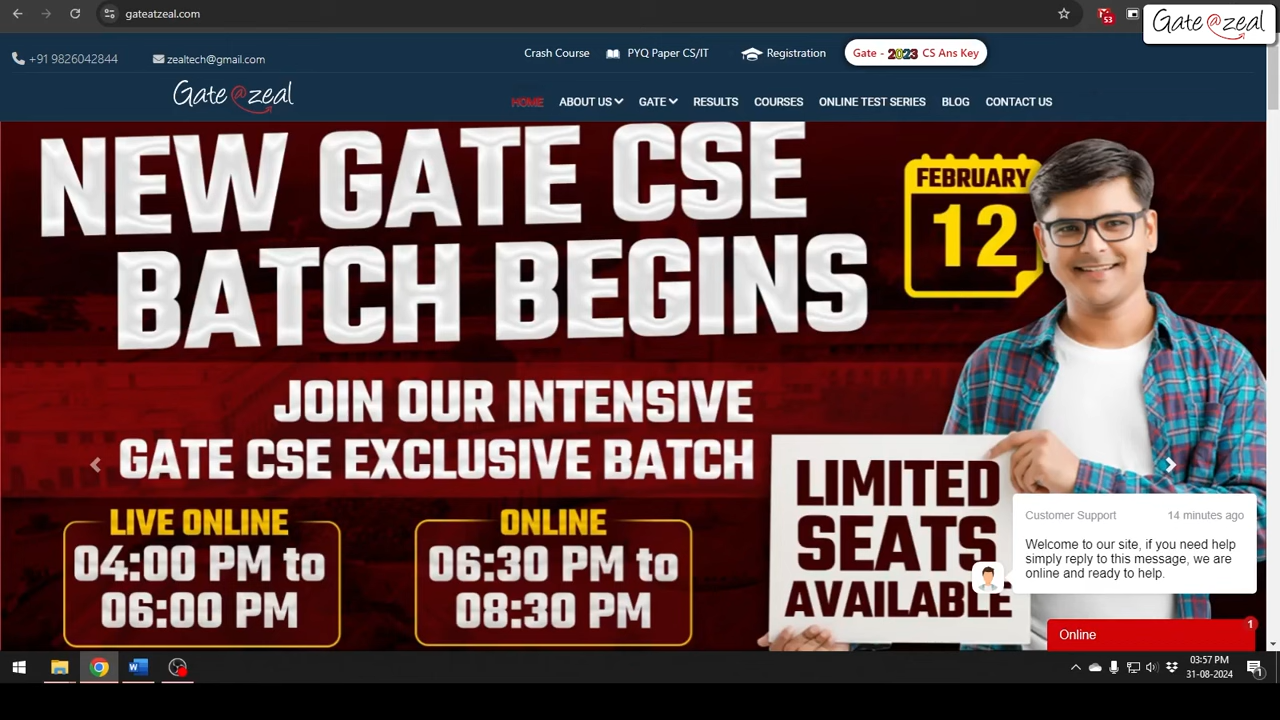 gateatzeal.com
53
Gate@zeal
+91 9826042844
zealtech@gmail.com
Crash Course
PYQ Paper CS/IT
Registration
Gate - 2023 CS Ans Key
Gate@zeal
HOME
ABOUT US
GATE
RESULTS
COURSES
ONLINE TEST SERIES
BLOG
CONTACT US
NEW GATE CSE
BATCH BEGINS
FEBRUARY
12
JOIN OUR INTENSIVE
GATE CSE EXCLUSIVE BATCH
LIVE ONLINE
04:00 PM to
06:00 PM
ONLINE
06:30 PM to
08:30 PM
LIMITED
SEATS
AVAILABLE
Customer Support
14 minutes ago
Welcome to our site, if you need help
simply reply to this message, we are
online and ready to help.
Online
1
03:57 PM
31-08-2024
1